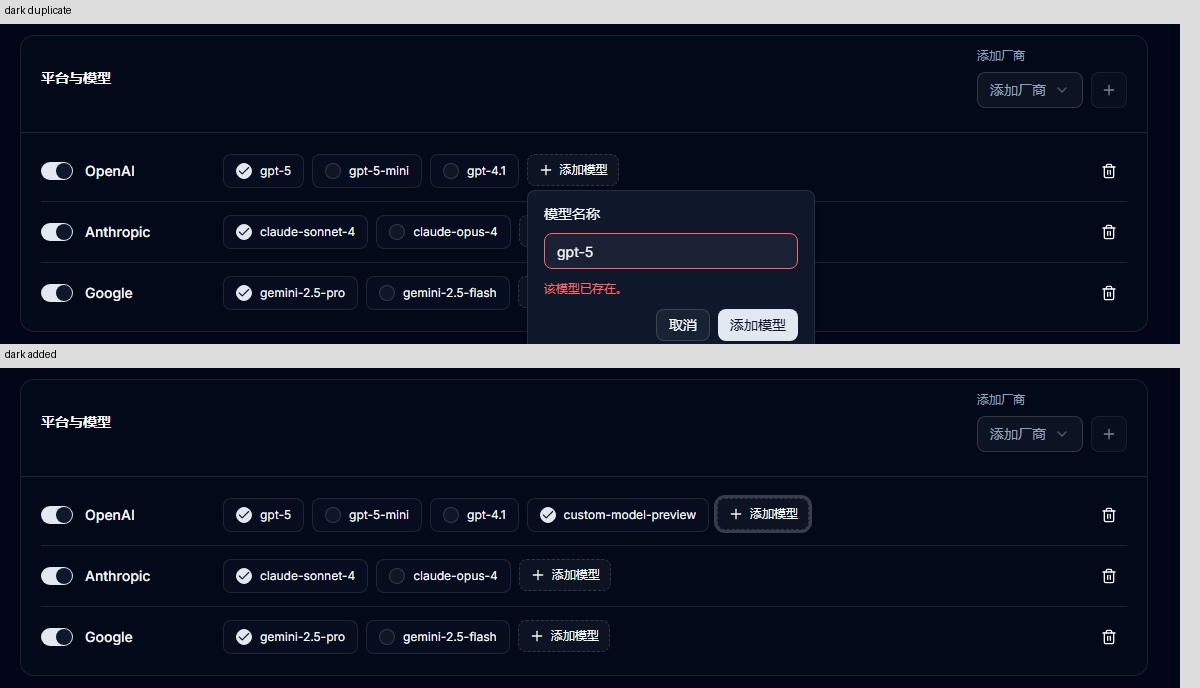 dark duplicate
添加厂商
平台与模型
添加厂商
OpenAI gpt-5 gpt-5-mini gpt-4.1 添加模型
模型名称
Anthropic claude-sonnet-4 claude-opus-4
gpt-5
该模型已存在。
Google gemini-2.5-pro gemini-2.5-flash
取消 添加模型
dark added
添加厂商
平台与模型
添加厂商
OpenAI gpt-5 gpt-5-mini gpt-4.1 custom-model-preview 添加模型
Anthropic claude-sonnet-4 claude-opus-4 添加模型
Google gemini-2.5-pro gemini-2.5-flash 添加模型